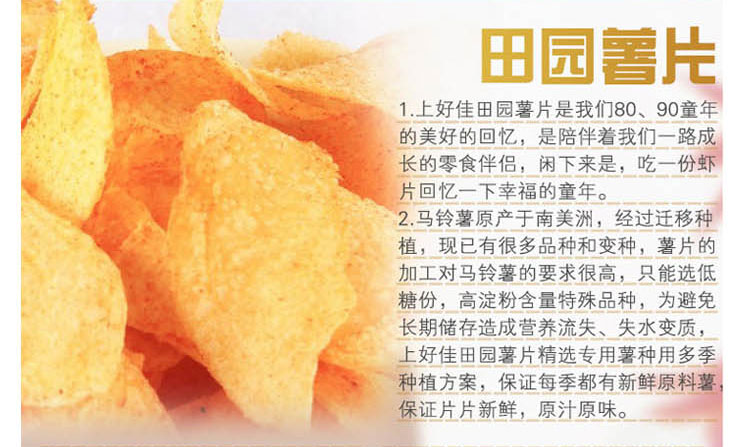 田园薯片
1.上好佳田园薯片是我们80、90童年
的美好的回忆，是陪伴着我们一路成
长的零食伴侣，闲下来是，吃一份虾
片回忆一下幸福的童年。
2.马铃薯原产于南美洲，经过迁移种
植，现已有很多品种和变种，薯片的
加工对马铃薯的要求很高，只能选低
糖份，高淀粉含量特殊品种，为避免
长期储存造成营养流失、失水变质，
上好佳田园薯片精选专用薯种用多季
种植方案，保证每季都有新鲜原料薯，
保证片片新鲜，原汁原味。